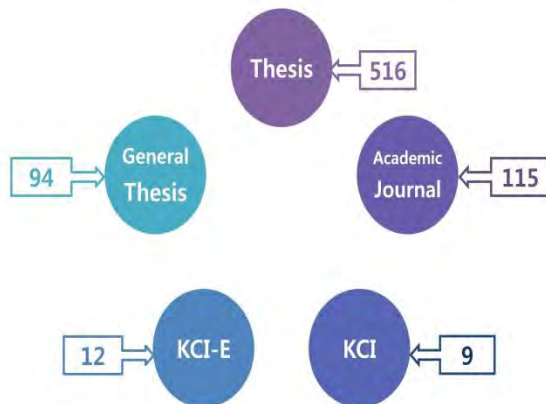 Thesis
516
94
General
Thesis
Academic
Journal
115
12
KCI-E
KCI
9